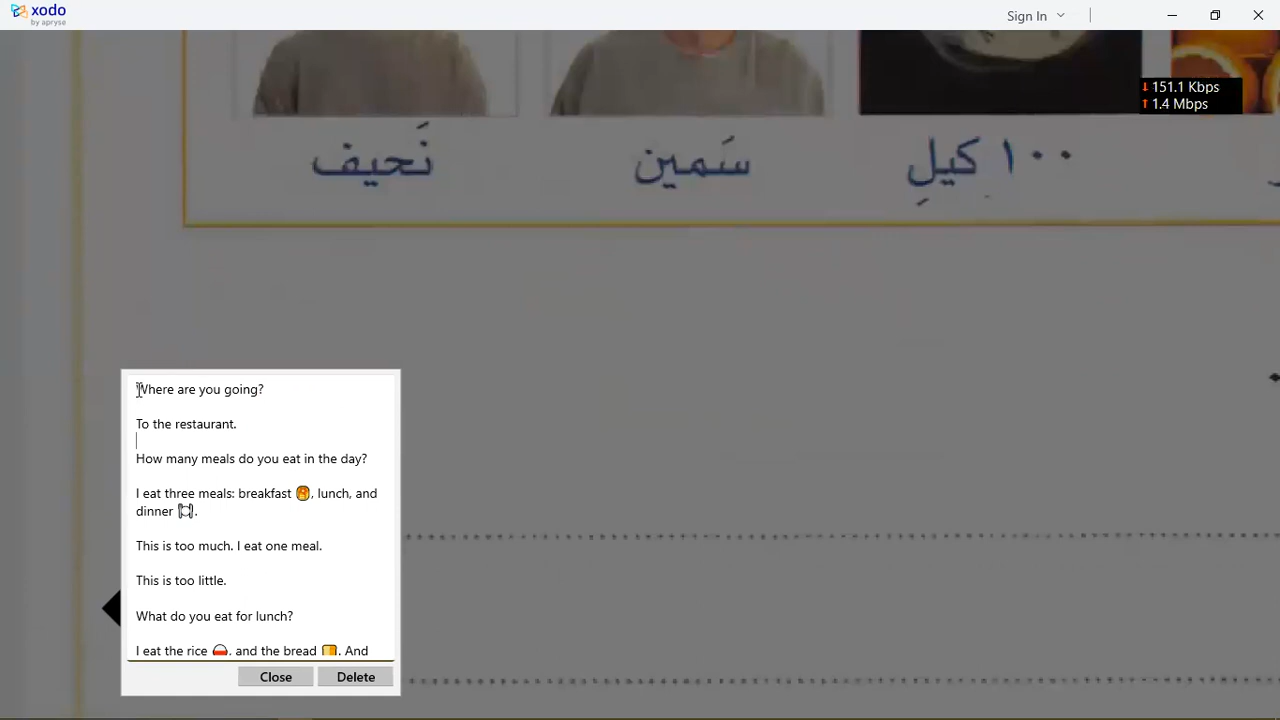 xodo
by apryse
Sign In
↓ 151.1 Kbps
↑ 1.4 Mbps
نَحيف
سَمين
١٠٠ كيلِ
Where are you going?
To the restaurant.
How many meals do you eat in the day?
I eat three meals: breakfast 🍳, lunch, and
dinner 🍽.
This is too much. I eat one meal.
This is too little.
What do you eat for lunch?
I eat the rice 🍚. and the bread 🍞. And
Close
Delete